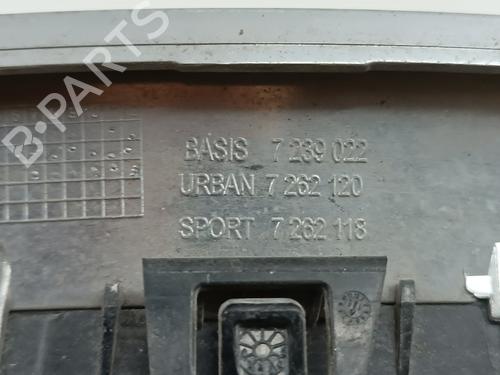 B-PARTS
BASIS 7 239 022
URBAN 7 262 120
SPORT 7 262 118